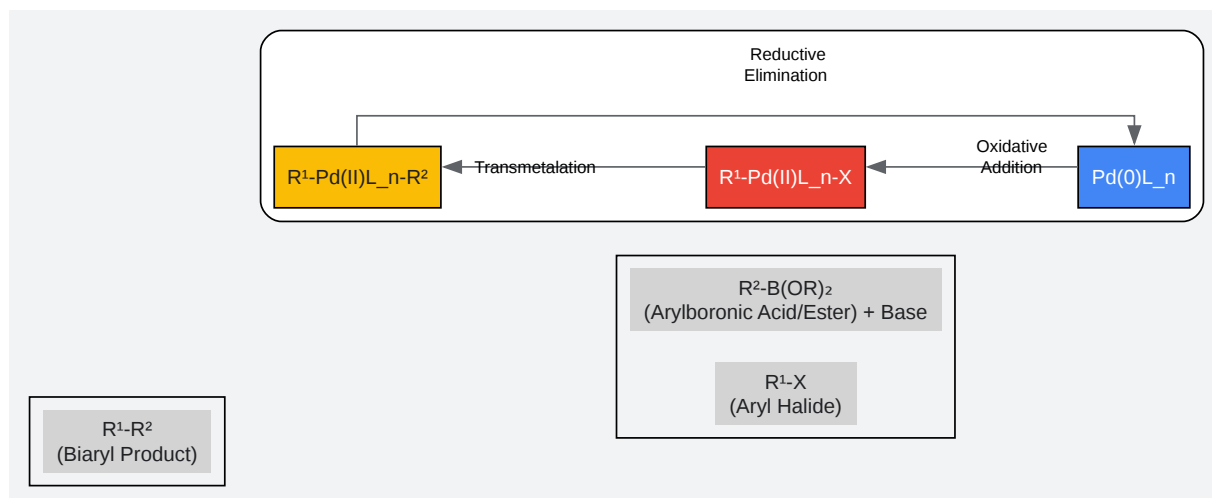 Reductive
Elimination
R¹-Pd(II)L_n-R²
Transmetalation
R¹-Pd(II)L_n-X
Oxidative
Addition
Pd(0)L_n
R²-B(OR)₂
(Arylboronic Acid/Ester) + Base
R¹-X
(Aryl Halide)
R¹-R²
(Biaryl Product)